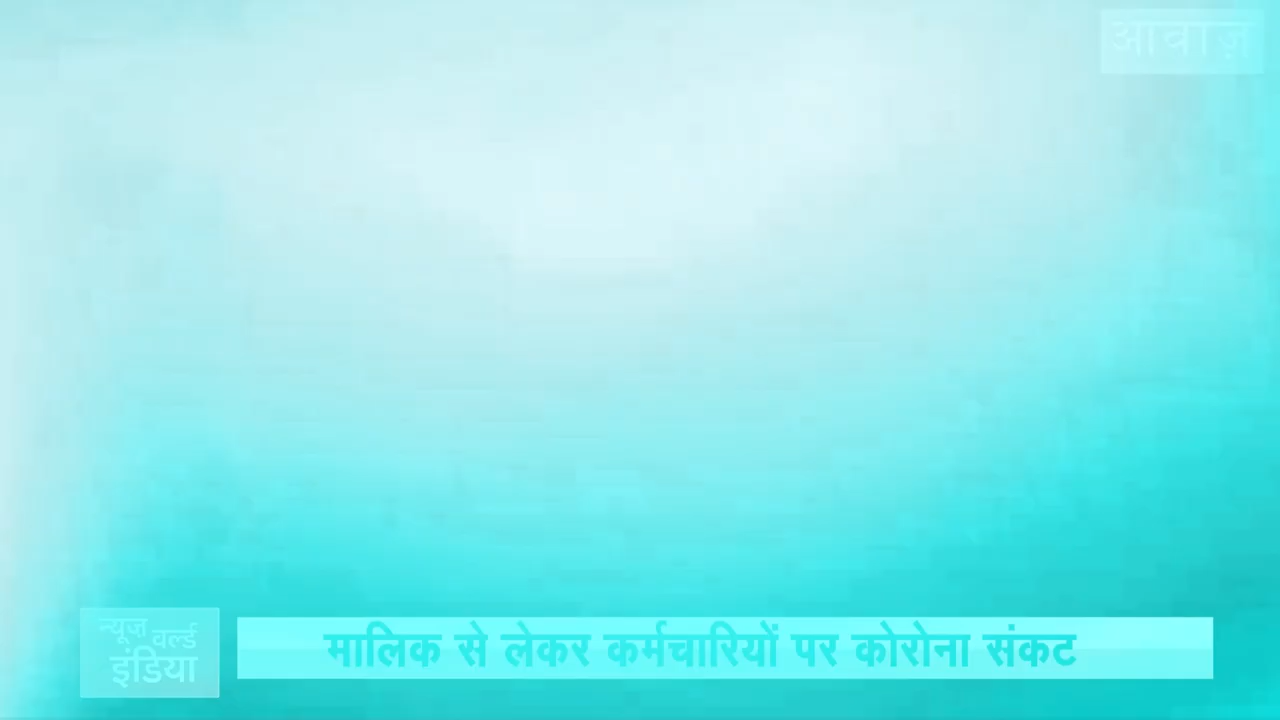 आवाज़
न्यूज़ वर्ल्ड
इंडिया
मालिक से लेकर कर्मचारियों पर कोरोना संकट